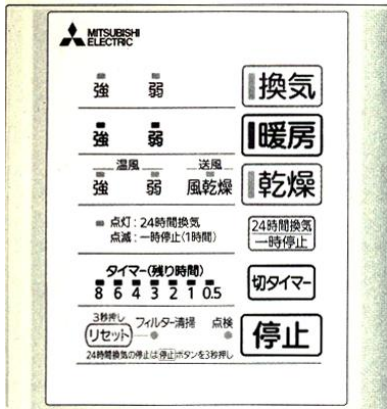 MITSUBISHI
ELECTRIC
強 弱 換気
強 弱 暖房
温風 送風
強 弱 風乾燥 乾燥
点灯:24時間換気
点滅:一時停止(1時間)
24時間換気
一時停止
タイマー(残り時間)
8 6 4 3 2 1 0.5
切タイマー
3秒押し
リセット フィルター清掃 点検
停止
24時間換気の停止は停止ボタンを3秒押し